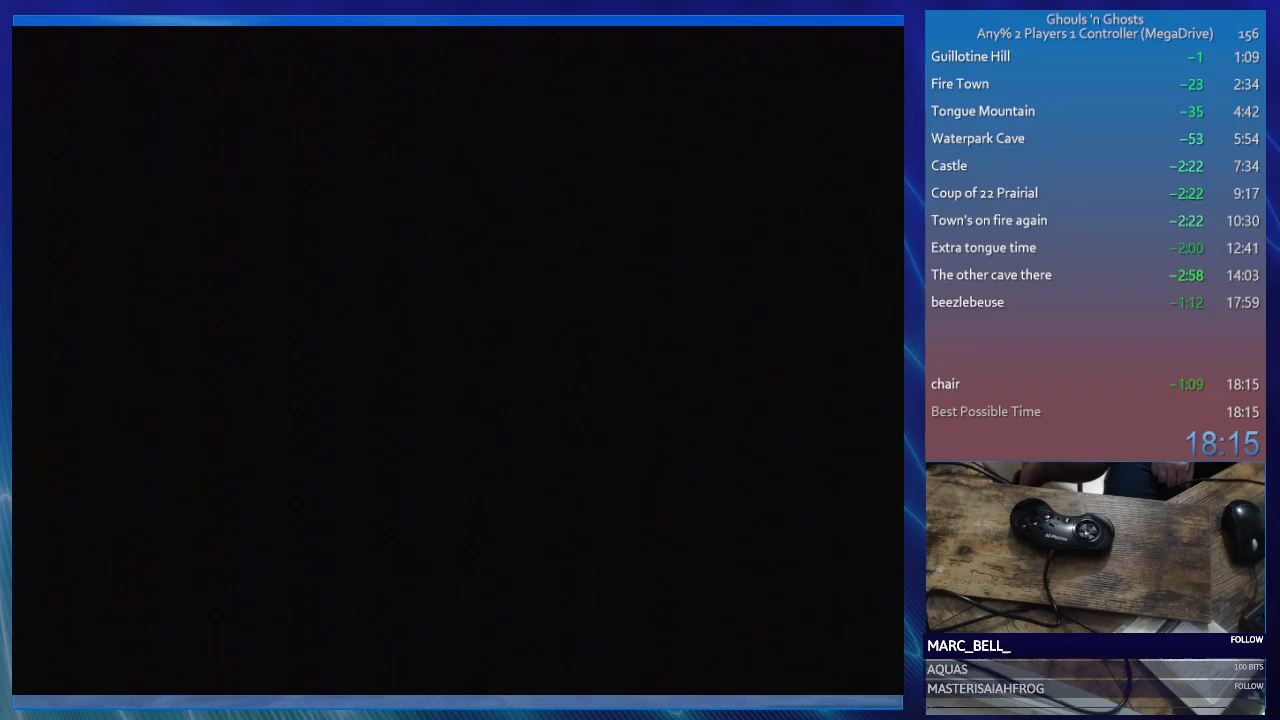 Ghouls 'n Ghosts
Any% 2 Players 1 Controller (MegaDrive) 156
Guillotine Hill −1 1:09
Fire Town −23 2:34
Tongue Mountain −35 4:42
Waterpark Cave −53 5:54
Castle −2:22 7:34
Coup of 22 Prairial −2:22 9:17
Town's on fire again −2:22 10:30
Extra tongue time −2:00 12:41
The other cave there −2:58 14:03
beezlebeuse −1:12 17:59
chair −1:09 18:15
Best Possible Time 18:15
18:15
MARC_BELL_ FOLLOW
AQUAS 100 BITS
MASTERISAIAHFROG FOLLOW